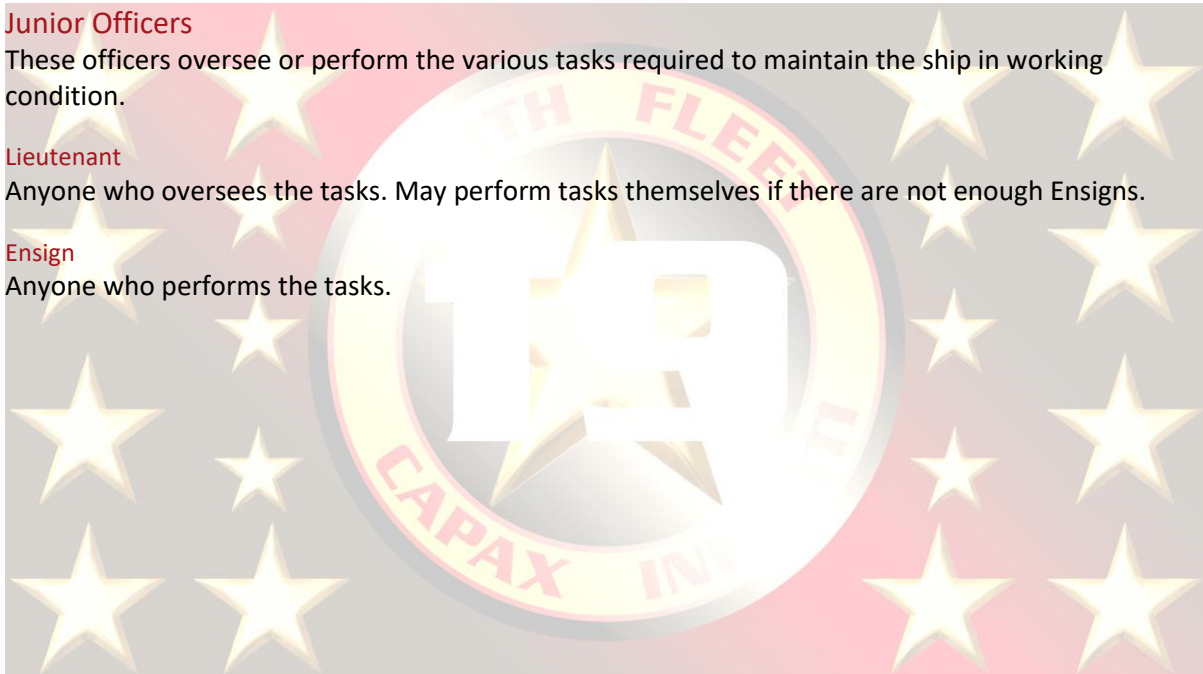 Junior Officers
These officers oversee or perform the various tasks required to maintain the ship in working
condition.
Lieutenant
Anyone who oversees the tasks. May perform tasks themselves if there are not enough Ensigns.
Ensign
Anyone who performs the tasks.
FLEET
19
CAPAX